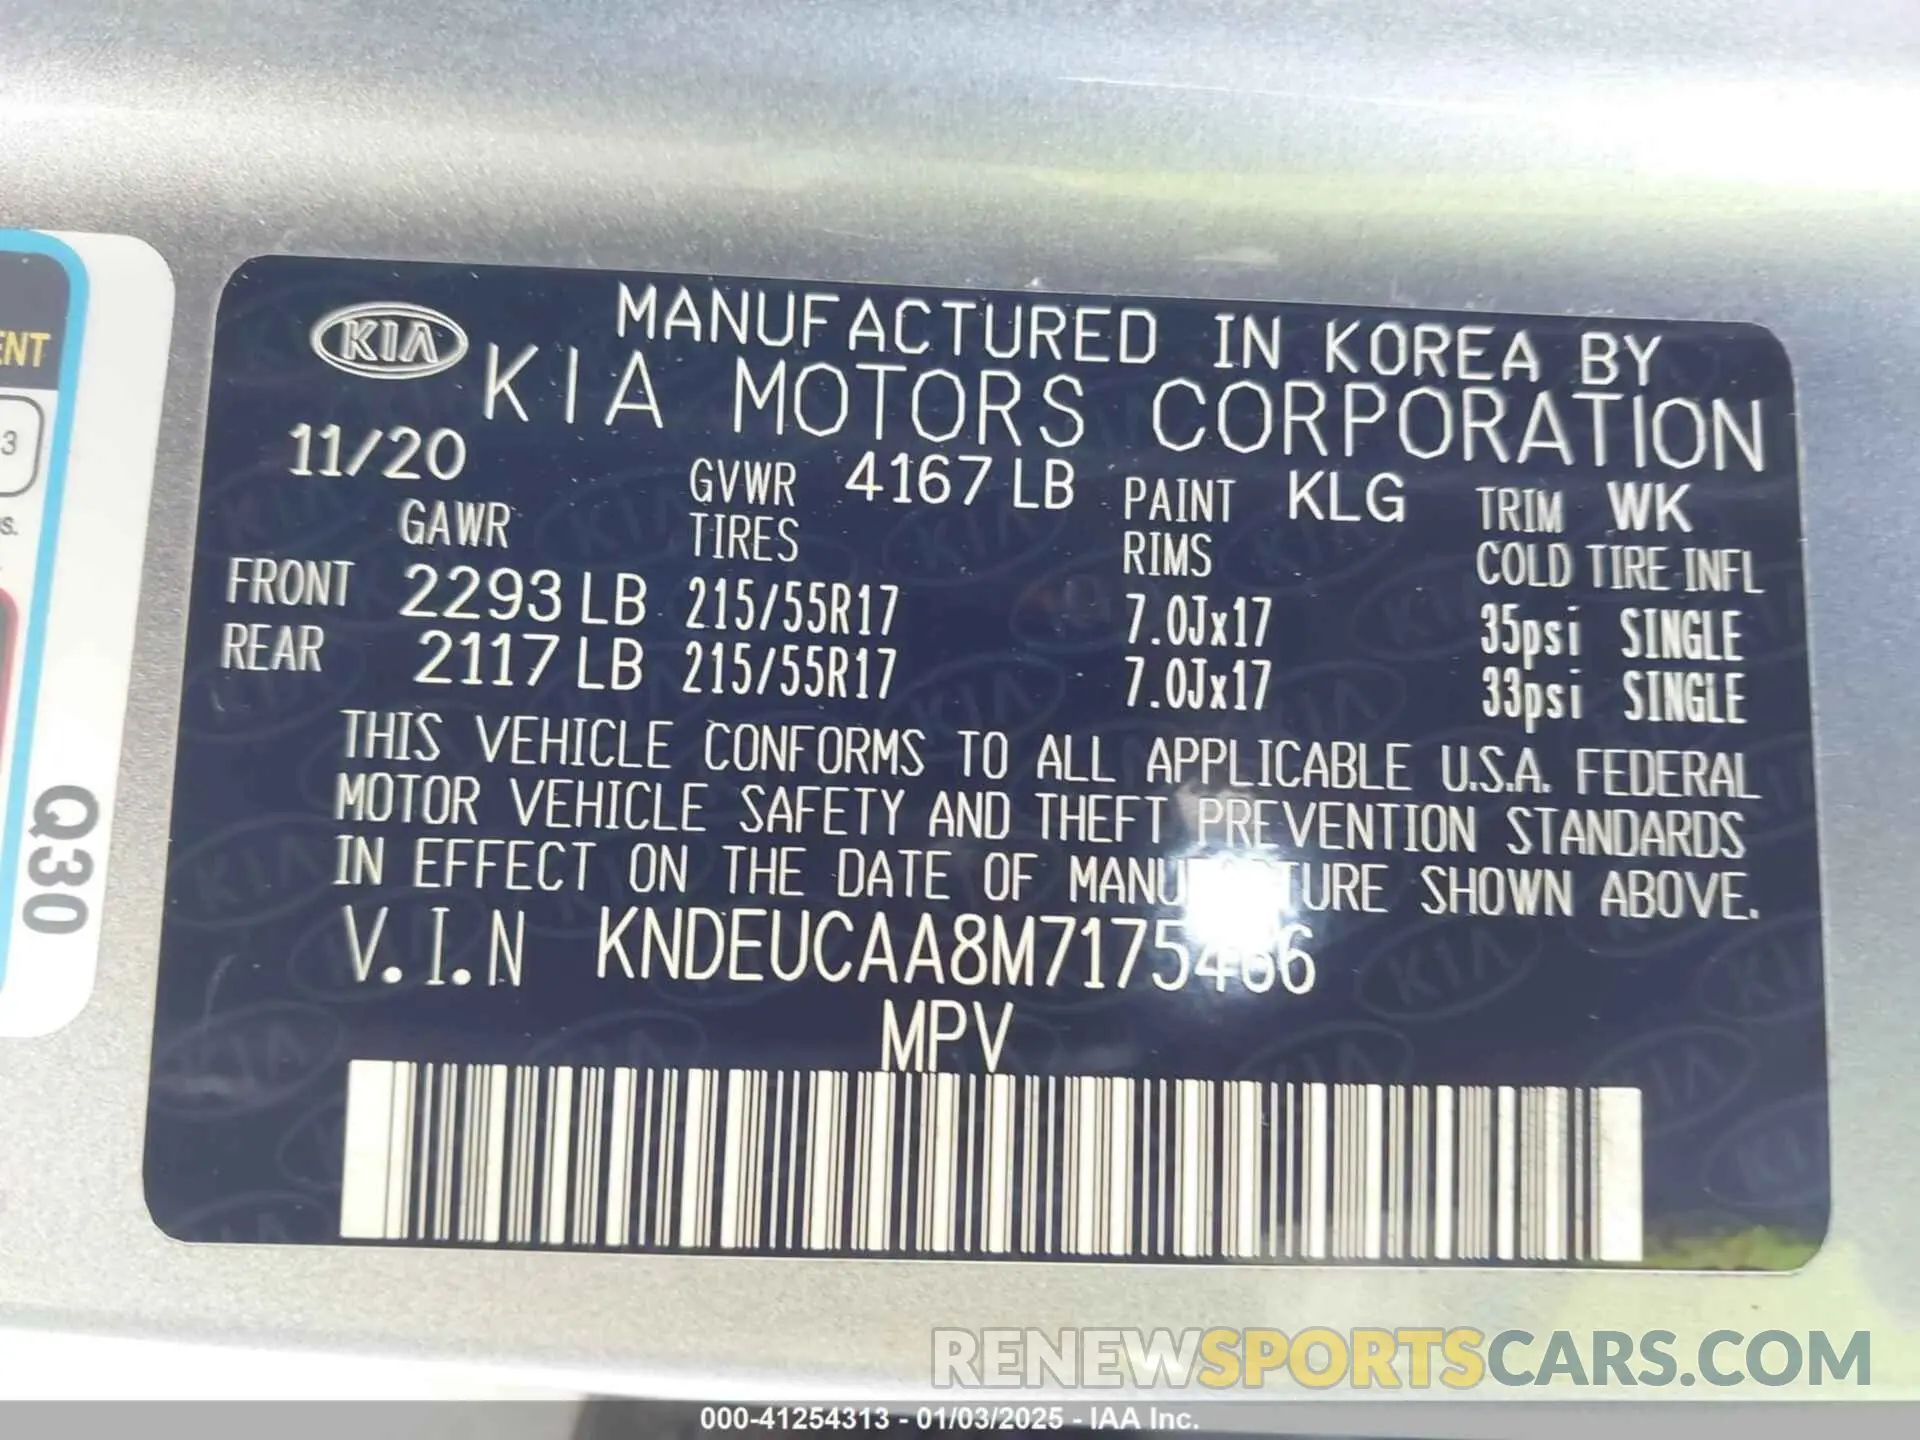 KIA
MANUFACTURED IN KOREA BY
KIA MOTORS CORPORATION
11/20 GVWR 4167 LB PAINT KLG TRIM WK
GAWR TIRES RIMS COLD TIRE INFL
FRONT 2293 LB 215/55R17 7.0Jx17 35psi SINGLE
REAR 2117 LB 215/55R17 7.0Jx17 33psi SINGLE
THIS VEHICLE CONFORMS TO ALL APPLICABLE U.S.A. FEDERAL
MOTOR VEHICLE SAFETY AND THEFT PREVENTION STANDARDS
IN EFFECT ON THE DATE OF MANUFACTURE SHOWN ABOVE.
V.I.N KNDEUCAA8M7175466
MPV
ENT
3
s.
Q30
RENEWSPORTSCARS.COM
000-41254313 - 01/03/2025 - IAA Inc.